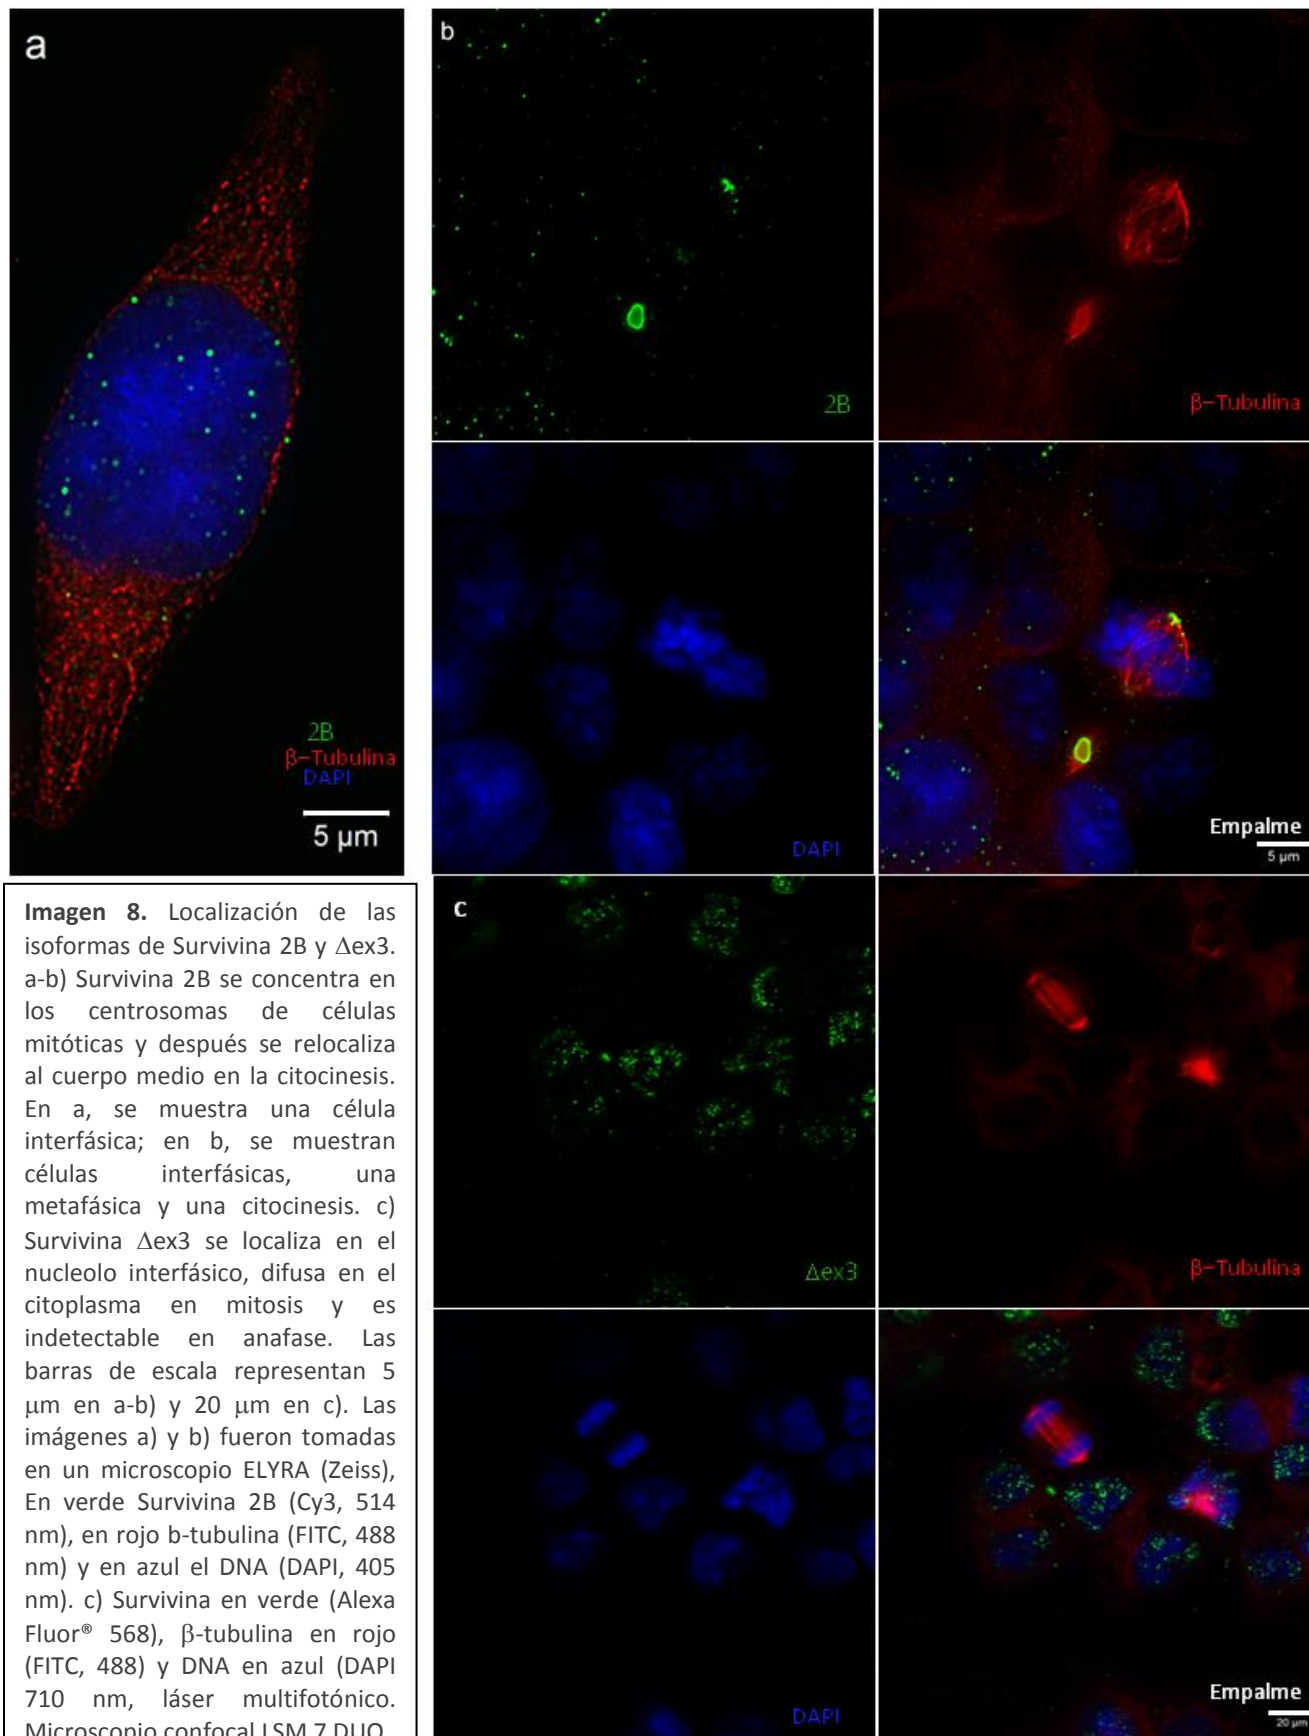 a
2B
β-Tubulina
DAPI
5 μm
b
2B
β-Tubulina
DAPI
Empalme
5 μm
c
Δex3
β-Tubulina
DAPI
Empalme
20 μm
Imagen 8. Localización de las
isoformas de Survivina 2B y Δex3.
a-b) Survivina 2B se concentra en
los centrosomas de células
mitóticas y después se relocaliza
al cuerpo medio en la citocinesis.
En a, se muestra una célula
interfásica; en b, se muestran
células interfásicas, una
metafásica y una citocinesis. c)
Survivina Δex3 se localiza en el
nucleolo interfásico, difusa en el
citoplasma en mitosis y es
indetectable en anafase. Las
barras de escala representan 5
μm en a-b) y 20 μm en c). Las
imágenes a) y b) fueron tomadas
en un microscopio ELYRA (Zeiss),
En verde Survivina 2B (Cy3, 514
nm), en rojo b-tubulina (FITC, 488
nm) y en azul el DNA (DAPI, 405
nm). c) Survivina en verde (Alexa
Fluor® 568), β-tubulina en rojo
(FITC, 488) y DNA en azul (DAPI
710 nm, láser multifotónico.
Microscopio confocal LSM 7 DUO